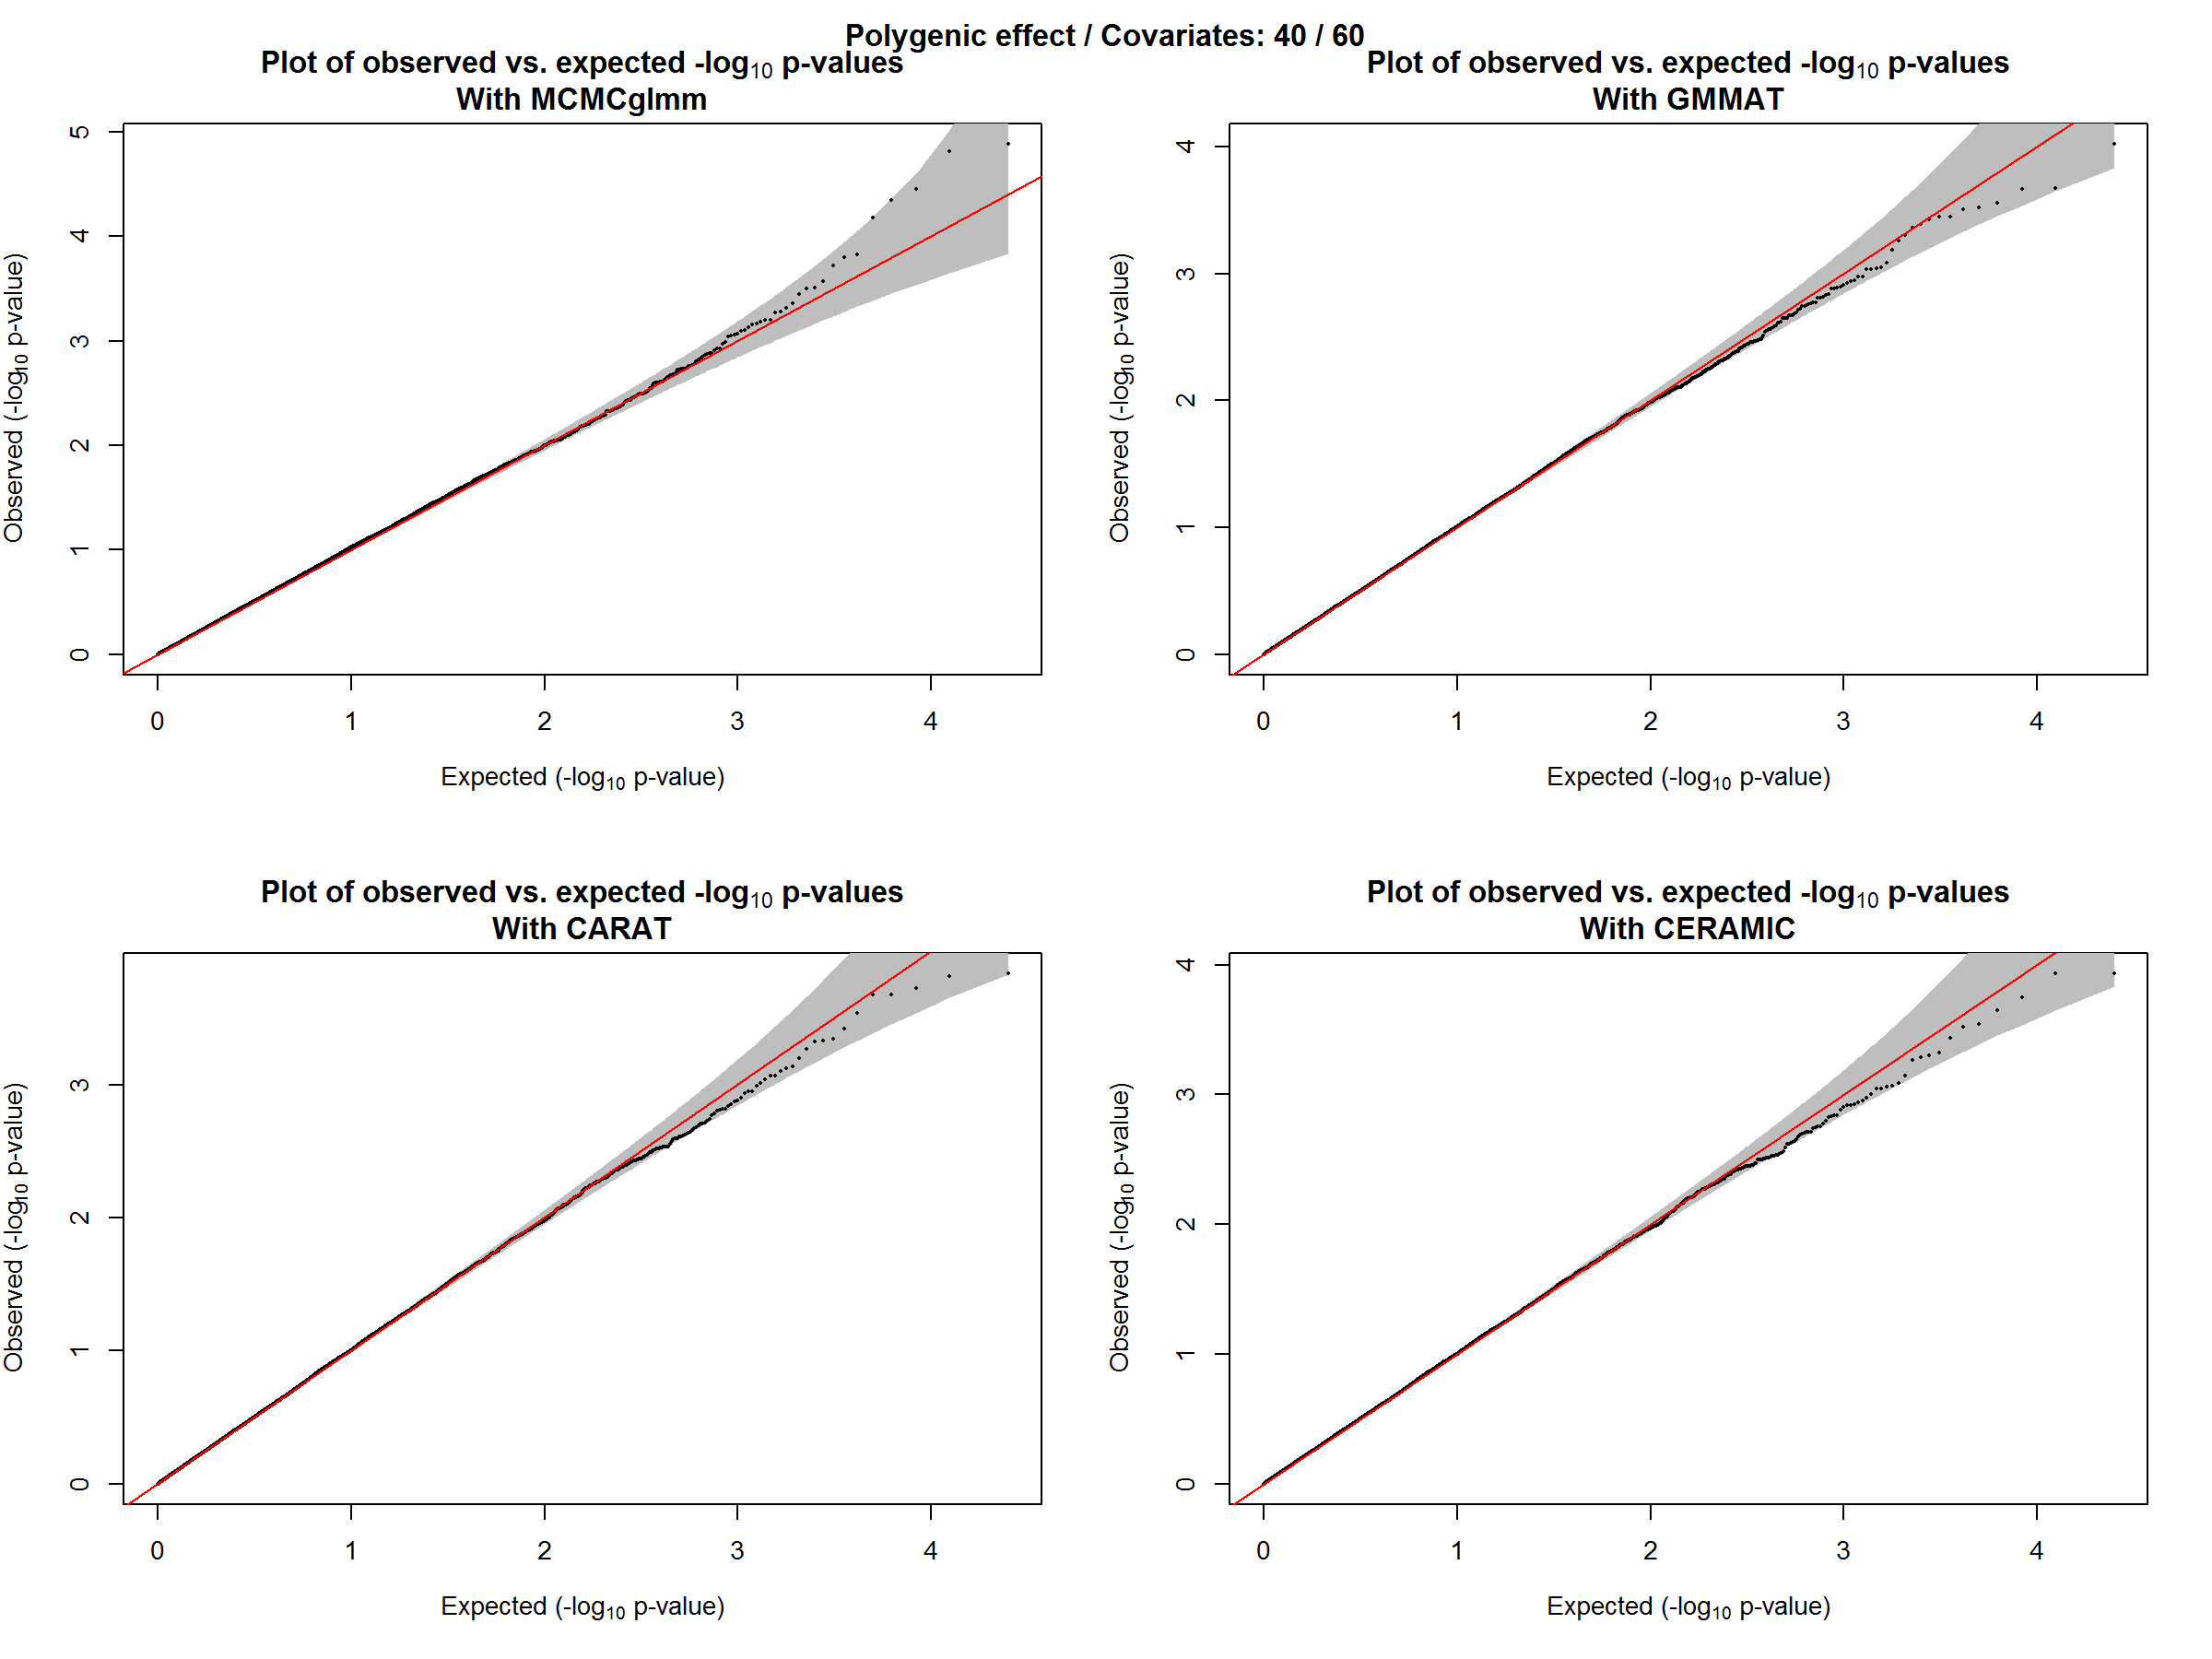 Polygenic effect / Covariates: 40 / 60
Plot of observed vs. expected -log10 p-values
With MCMCglmm
Observed (-log10 p-value)
5
4
3
2
1
0
0 1 2 3 4
Expected (-log10 p-value)
Plot of observed vs. expected -log10 p-values
With GMMAT
Observed (-log10 p-value)
4
3
2
1
0
0 1 2 3 4
Expected (-log10 p-value)
Plot of observed vs. expected -log10 p-values
With CARAT
Observed (-log10 p-value)
3
2
1
0
0 1 2 3 4
Expected (-log10 p-value)
Plot of observed vs. expected -log10 p-values
With CERAMIC
Observed (-log10 p-value)
4
3
2
1
0
0 1 2 3 4
Expected (-log10 p-value)